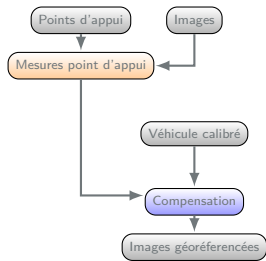 Points d'appui
Images
Mesures point d'appui
Véhicule calibré
Compensation
Images géoréferencées